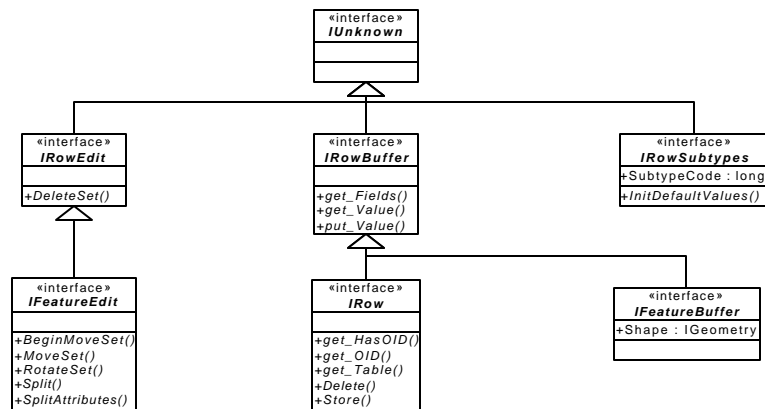 «interface»
IUnknown
«interface»
IRowEdit
+DeleteSet()
«interface»
IRowBuffer
+get_Fields()
+get_Value()
+put_Value()
«interface»
IRowSubtypes
+SubtypeCode : long
+InitDefaultValues()
«interface»
IFeatureEdit
+BeginMoveSet()
+MoveSet()
+RotateSet()
+Split()
+SplitAttributes()
«interface»
IRow
+get_HasOID()
+get_OID()
+get_Table()
+Delete()
+Store()
«interface»
IFeatureBuffer
+Shape : IGeometry